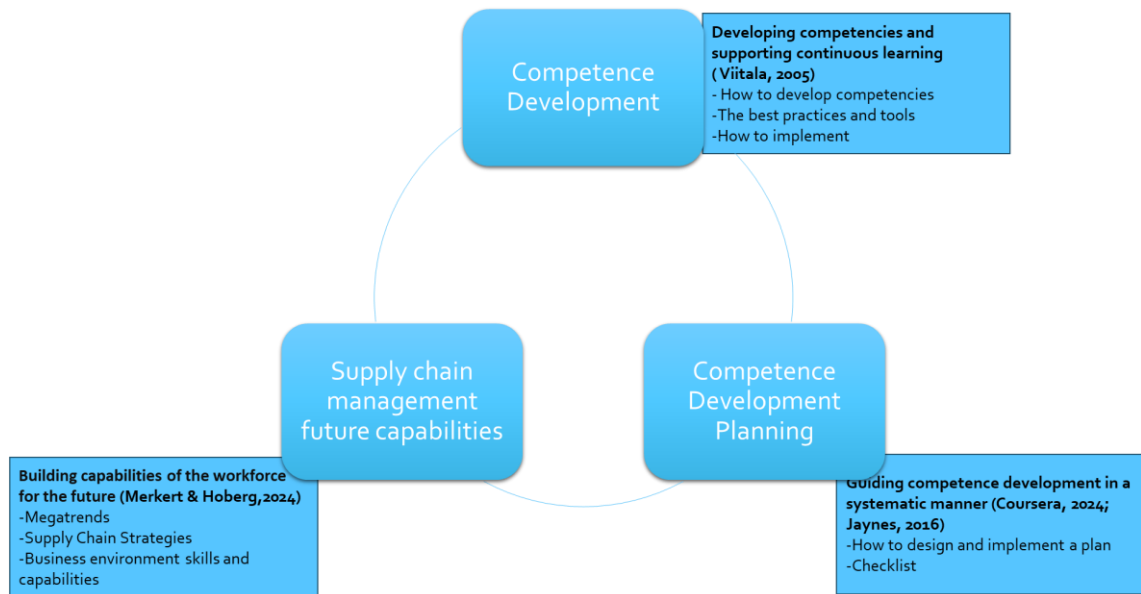 Competence
Development
Developing competencies and
supporting continuous learning
(Viitala, 2005)
- How to develop competencies
-The best practices and tools
-How to implement
Supply chain
management
future capabilities
Competence
Development
Planning
Building capabilities of the workforce
for the future (Merkert & Hoberg,2024)
-Megatrends
-Supply Chain Strategies
-Business environment skills and
capabilities
Guiding competence development in a
systematic manner (Coursera, 2024;
Jaynes, 2016)
-How to design and implement a plan
-Checklist